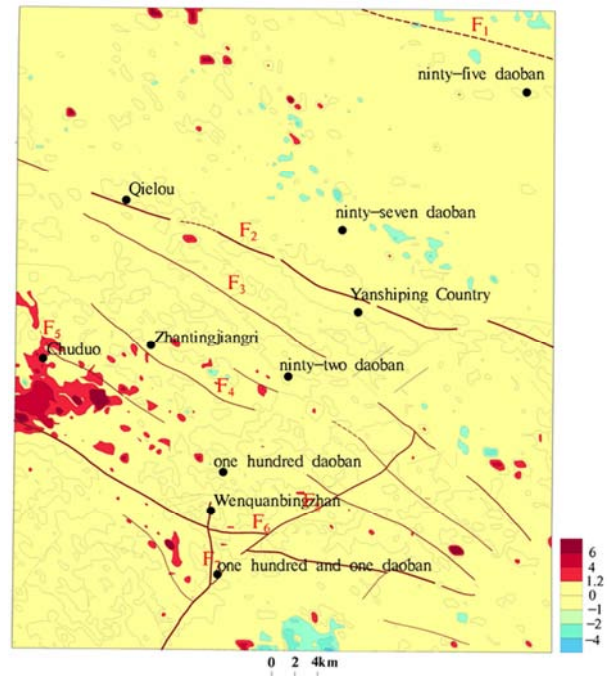 F1
ninty-five daoban
Qielou
ninty-seven daoban
F2
F3
Yanshiping Country
F5
Chuduo
Zhantingjiangri
ninty-two daoban
F4
one hundred daoban
Wenquanbingzhan
F6
one hundred and one daoban
6
4
1.2
0
-1
-2
-4
0 2 4km